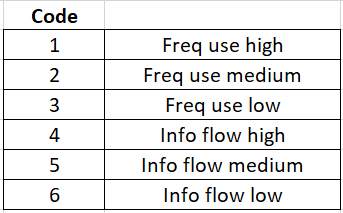 Code
1 Freq use high
2 Freq use medium
3 Freq use low
4 Info flow high
5 Info flow medium
6 Info flow low